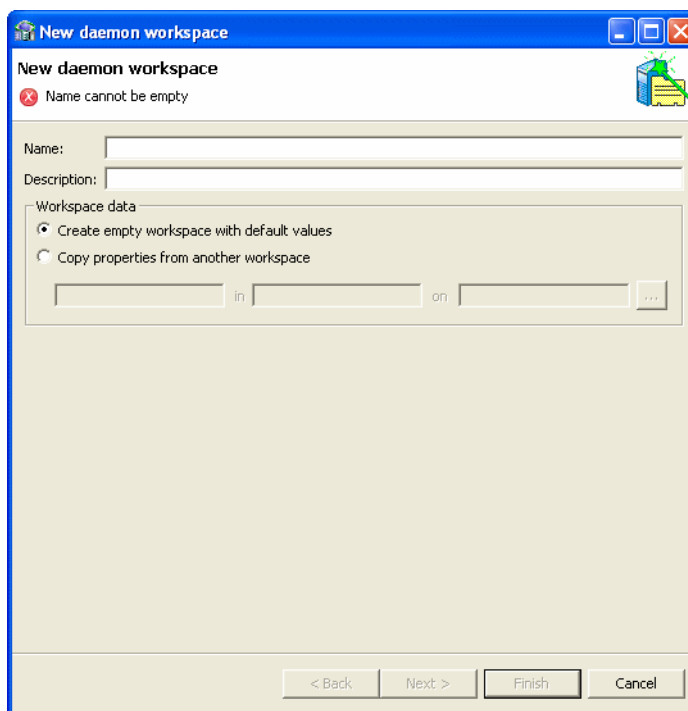 New daemon workspace
New daemon workspace
Name cannot be empty
Name:
Description:
Workspace data
Create empty workspace with default values
Copy properties from another workspace
in on ...
< Back Next > Finish Cancel